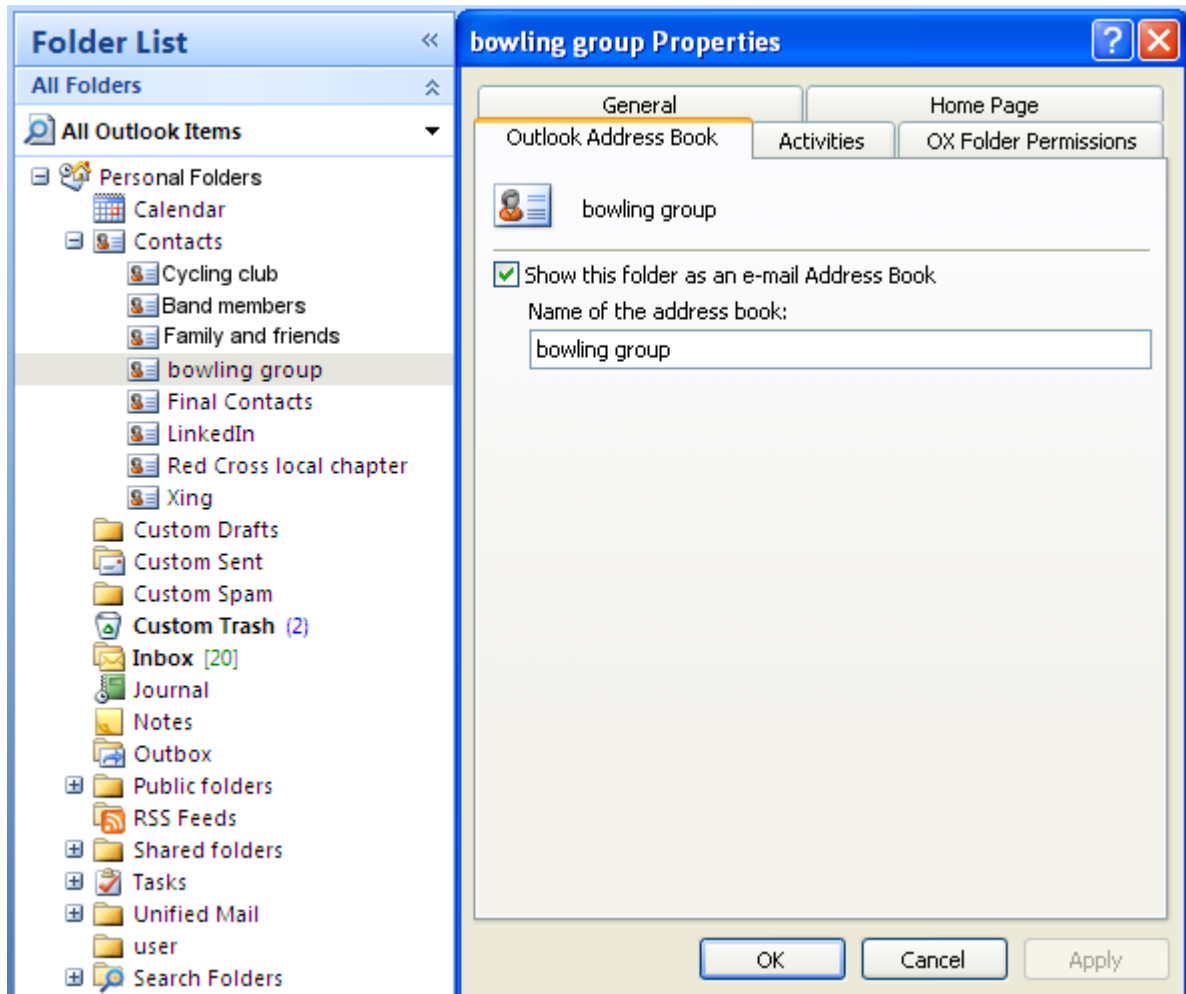 Folder List
All Folders
All Outlook Items
Personal Folders
Calendar
Contacts
Cycling club
Band members
Family and friends
bowling group
Final Contacts
LinkedIn
Red Cross local chapter
Xing
Custom Drafts
Custom Sent
Custom Spam
Custom Trash (2)
Inbox [20]
Journal
Notes
Outbox
Public folders
RSS Feeds
Shared folders
Tasks
Unified Mail
user
Search Folders
bowling group Properties
General Home Page
Outlook Address Book Activities OX Folder Permissions
bowling group
Show this folder as an e-mail Address Book
Name of the address book:
bowling group
OK Cancel Apply